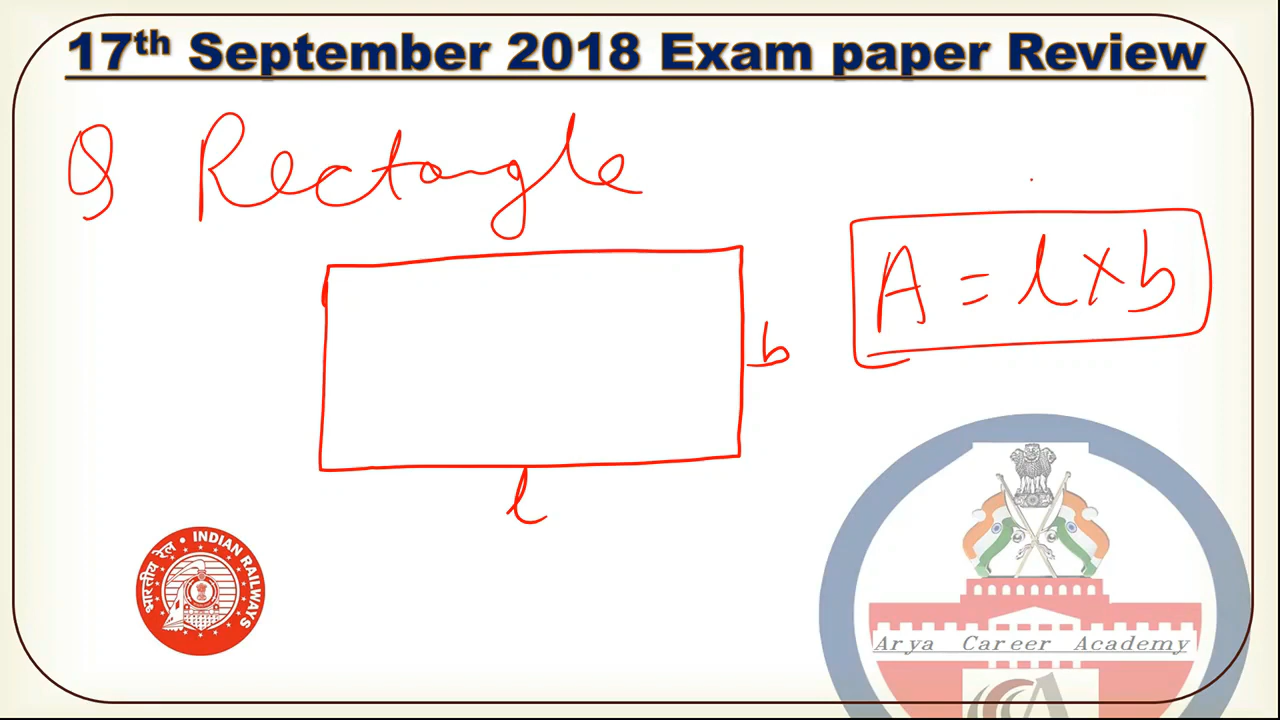 17th September 2018 Exam paper Review
Q Rectangle
A = l × b
b
l
भारतीय रेल • INDIAN RAILWAYS
Arya Career Academy